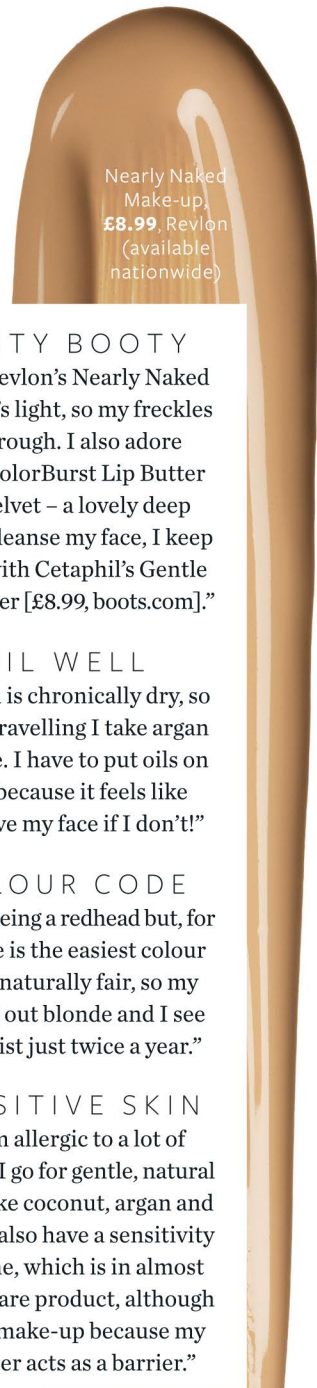 Nearly Naked
Make-up,
£8.99, Revlon
(available
nationwide)
TY BOOTY
evlon’s Nearly Naked
’s light, so my freckles
rough. I also adore
olorBurst Lip Butter
elvet – a lovely deep
leanse my face, I keep
ith Cetaphil’s Gentle
er [£8.99, boots.com].”
IL WELL
is chronically dry, so
ravelling I take argan
e. I have to put oils on
because it feels like
ve my face if I don’t!”
LOUR CODE
eing a redhead but, for
e is the easiest colour
naturally fair, so my
out blonde and I see
ist just twice a year.”
SITIVE SKIN
n allergic to a lot of
I go for gentle, natural
ke coconut, argan and
also have a sensitivity
ne, which is in almost
are product, although
make-up because my
er acts as a barrier.”